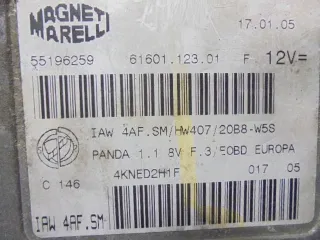 MAGNETI
MARELLI
17.01.05
55196259
61601.123.01
F
12V=
IAW 4AF.SM/HW407/20B8-W5S
PANDA 1.1 8V F.3/EOBD EUROPA
4KNED2H1F
017 05
C 146
IAW 4AF.SM